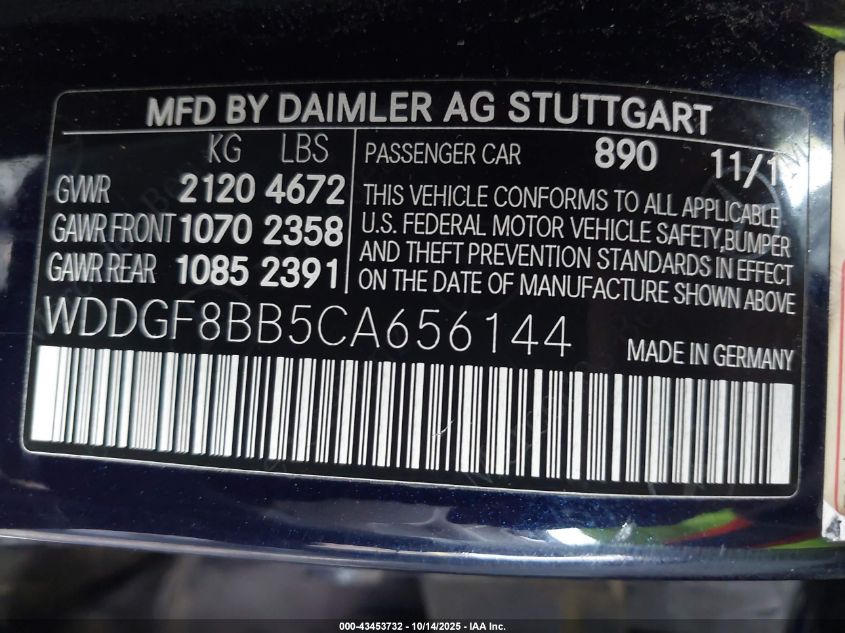 MFD BY DAIMLER AG STUTTGART
KG LBS
GVWR 2120 4672
GAWR FRONT 1070 2358
GAWR REAR 1085 2391
PASSENGER CAR 890 11/1
THIS VEHICLE CONFORMS TO ALL APPLICABLE
U.S. FEDERAL MOTOR VEHICLE SAFETY,BUMPER
AND THEFT PREVENTION STANDARDS IN EFFECT
ON THE DATE OF MANUFACTURE SHOWN ABOVE
WDDGF8BB5CA656144
MADE IN GERMANY
000-43453732 - 10/14/2025 - IAA Inc.